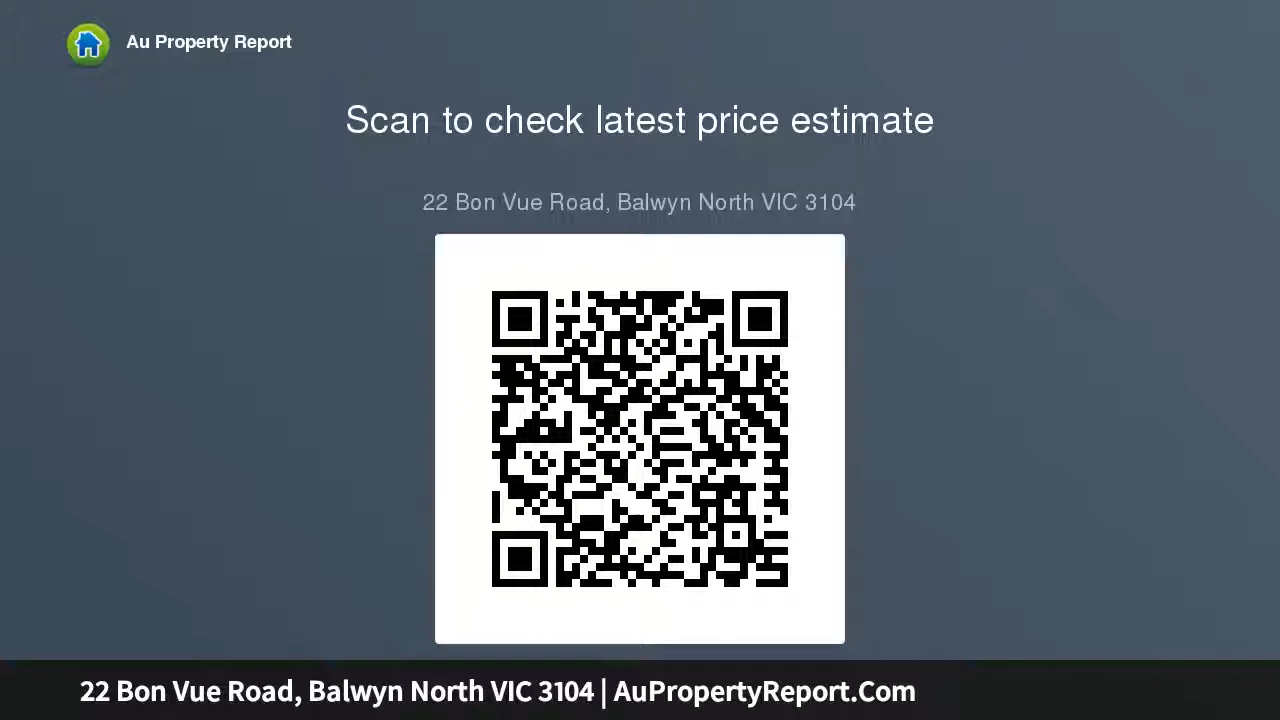 Au Property Report
Scan to check latest price estimate
22 Bon Vue Road, Balwyn North VIC 3104
22 Bon Vue Road, Balwyn North VIC 3104 | AuPropertyReport.Com